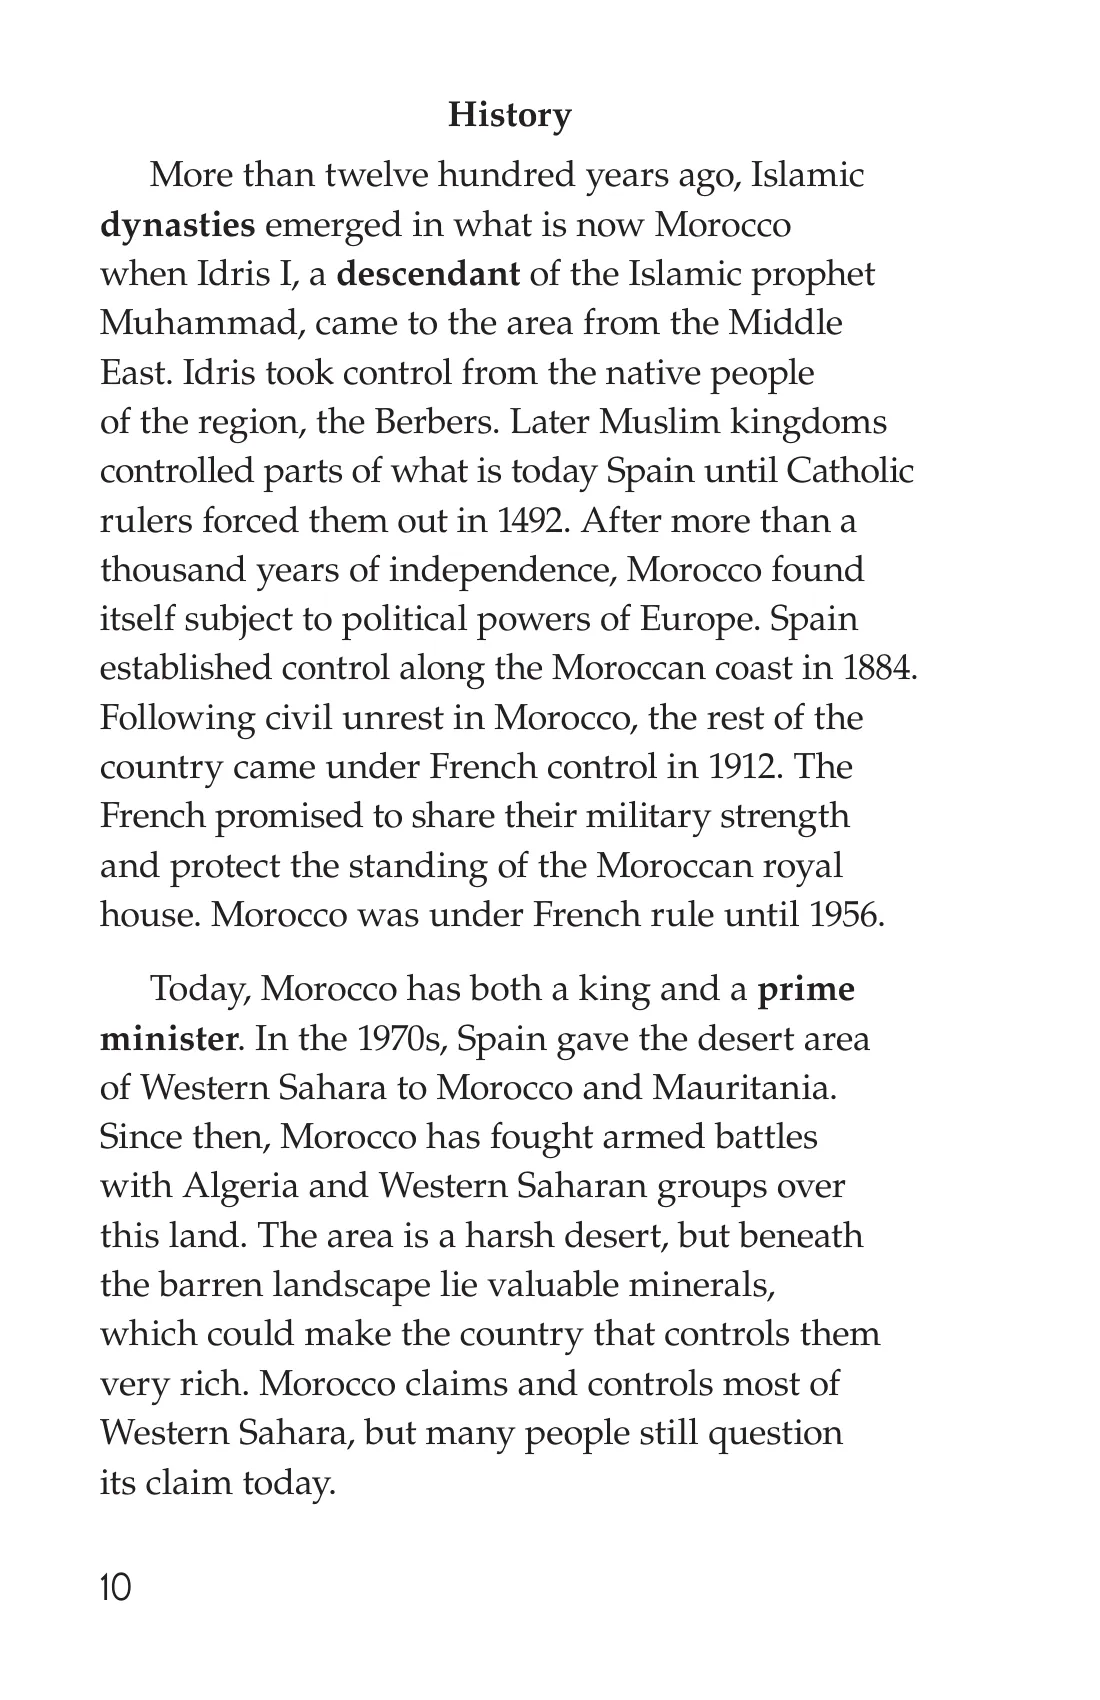 History
More than twelve hundred years ago, Islamic
dynasties emerged in what is now Morocco
when Idris I, a descendant of the Islamic prophet
Muhammad, came to the area from the Middle
East. Idris took control from the native people
of the region, the Berbers. Later Muslim kingdoms
controlled parts of what is today Spain until Catholic
rulers forced them out in 1492. After more than a
thousand years of independence, Morocco found
itself subject to political powers of Europe. Spain
established control along the Moroccan coast in 1884.
Following civil unrest in Morocco, the rest of the
country came under French control in 1912. The
French promised to share their military strength
and protect the standing of the Moroccan royal
house. Morocco was under French rule until 1956.
Today, Morocco has both a king and a prime
minister. In the 1970s, Spain gave the desert area
of Western Sahara to Morocco and Mauritania.
Since then, Morocco has fought armed battles
with Algeria and Western Saharan groups over
this land. The area is a harsh desert, but beneath
the barren landscape lie valuable minerals,
which could make the country that controls them
very rich. Morocco claims and controls most of
Western Sahara, but many people still question
its claim today.
10